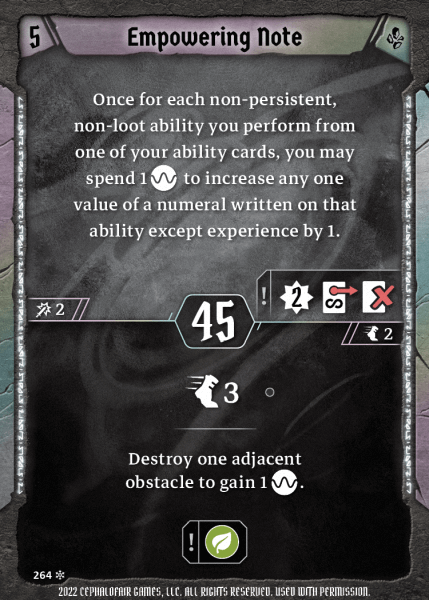 5
Empowering Note
Once for each non-persistent,
non-loot ability you perform from
one of your ability cards, you may
spend 1 to increase any one
value of a numeral written on that
ability except experience by 1.
! 2
2
45
2
3
Destroy one adjacent
obstacle to gain 1 .
!
264
2022 CEPHALOFAIR GAMES, LLC. ALL RIGHTS RESERVED. USED WITH PERMISSION.